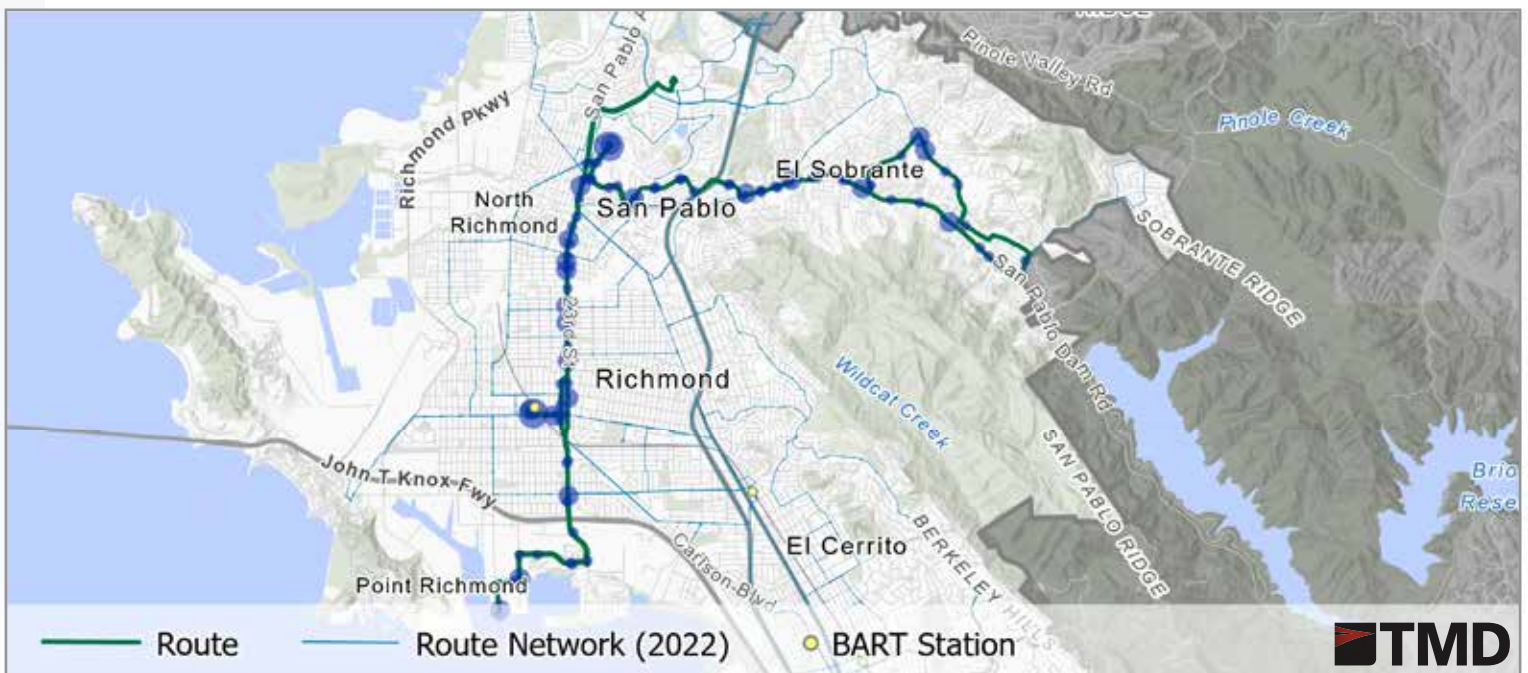 San Pablo
Pinole Valley Rd
Pinole Creek
Richmond Pkwy
El Sobrante
North
Richmond
San Pablo
SOBRANTE RIDGE
San Pablo Dam Rd
23rd St
Richmond
Wildcat Creek
John T Knox Fwy
SAN PABLO RIDGE
El Cerrito
BERKELEY HILLS
Carlson Blvd
Point Richmond
Route
Route Network (2022)
BART Station
TMD